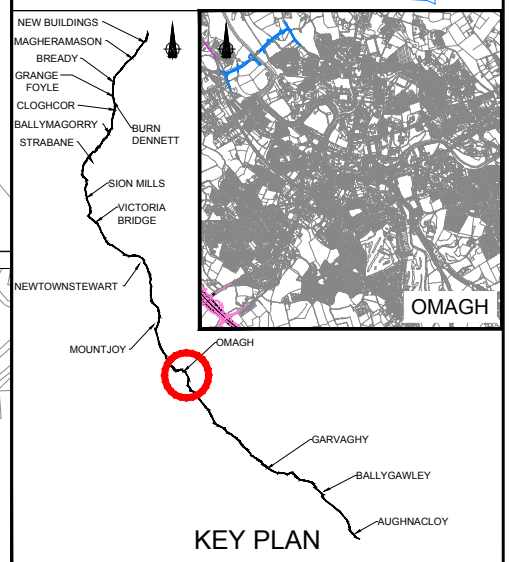 NEW BUILDINGS
MAGHERAMASON
BREADY
GRANGE
FOYLE
CLOGHCOR
BURN
DENNETT
BALLYMAGORRY
STRABANE
SION MILLS
VICTORIA
BRIDGE
NEWTOWNSTEWART
MOUNTJOY
OMAGH
GARVAGHY
BALLYGAWLEY
AUGHNACLOY
KEY PLAN
OMAGH